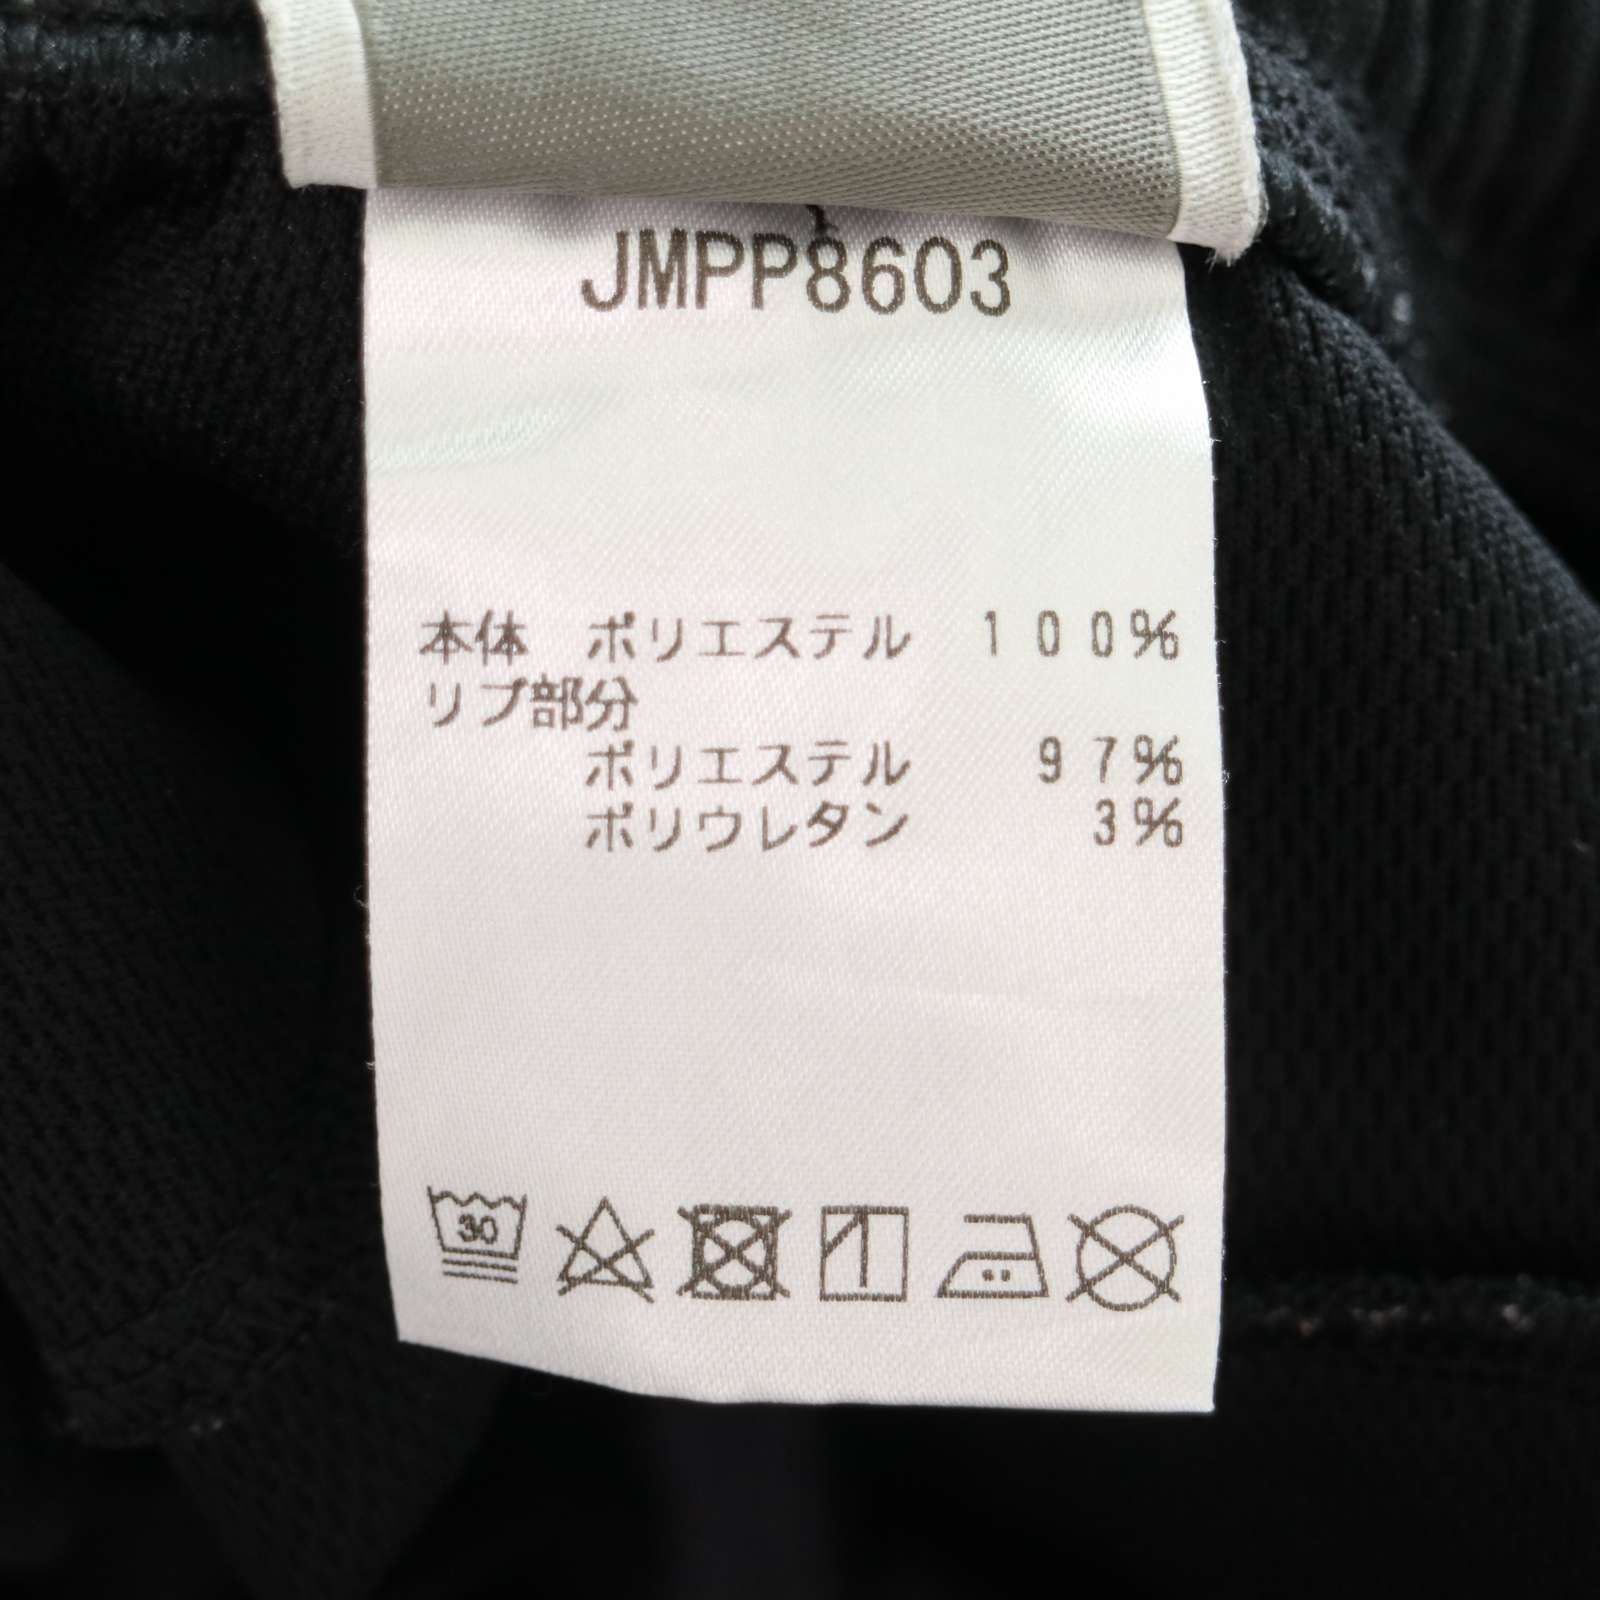 JMPP8603
本体　ポリエステル　100%
リブ部分
ポリエステル　97%
ポリウレタン　3%
30